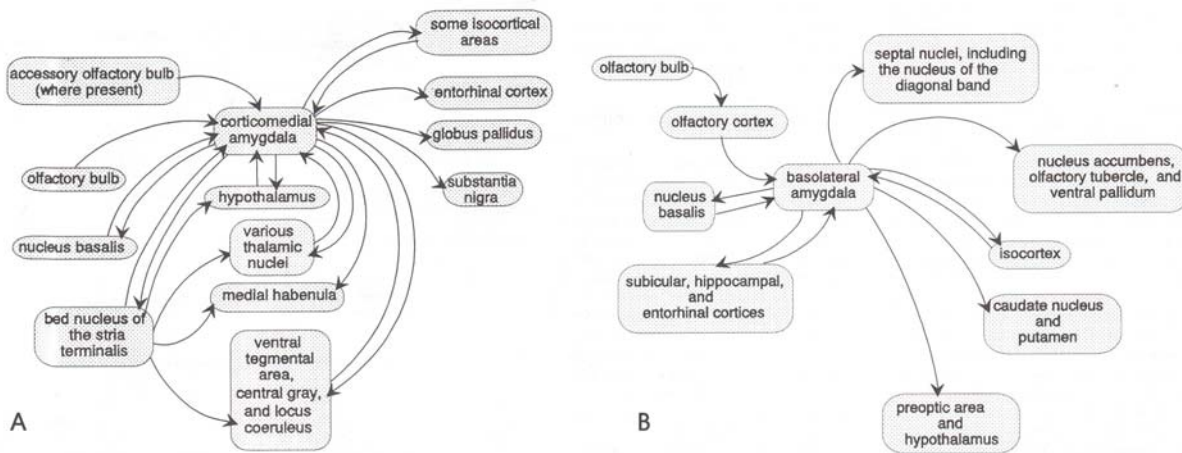 some isocortical
areas
accessory olfactory bulb
(where present)
entorhinal cortex
corticomedial
amygdala
globus pallidus
olfactory bulb
substantia
nigra
hypothalamus
nucleus basalis
various
thalamic
nuclei
medial habenula
bed nucleus of
the stria
terminalis
ventral
tegmental
area,
central gray,
and locus
coeruleus
A
septal nuclei, including
the nucleus of the
diagonal band
olfactory bulb
olfactory cortex
nucleus accumbens,
olfactory tubercle, and
ventral pallidum
basolateral
amygdala
nucleus
basalis
isocortex
subicular, hippocampal,
and
entorhinal cortices
caudate nucleus
and
putamen
preoptic area
and
hypothalamus
B